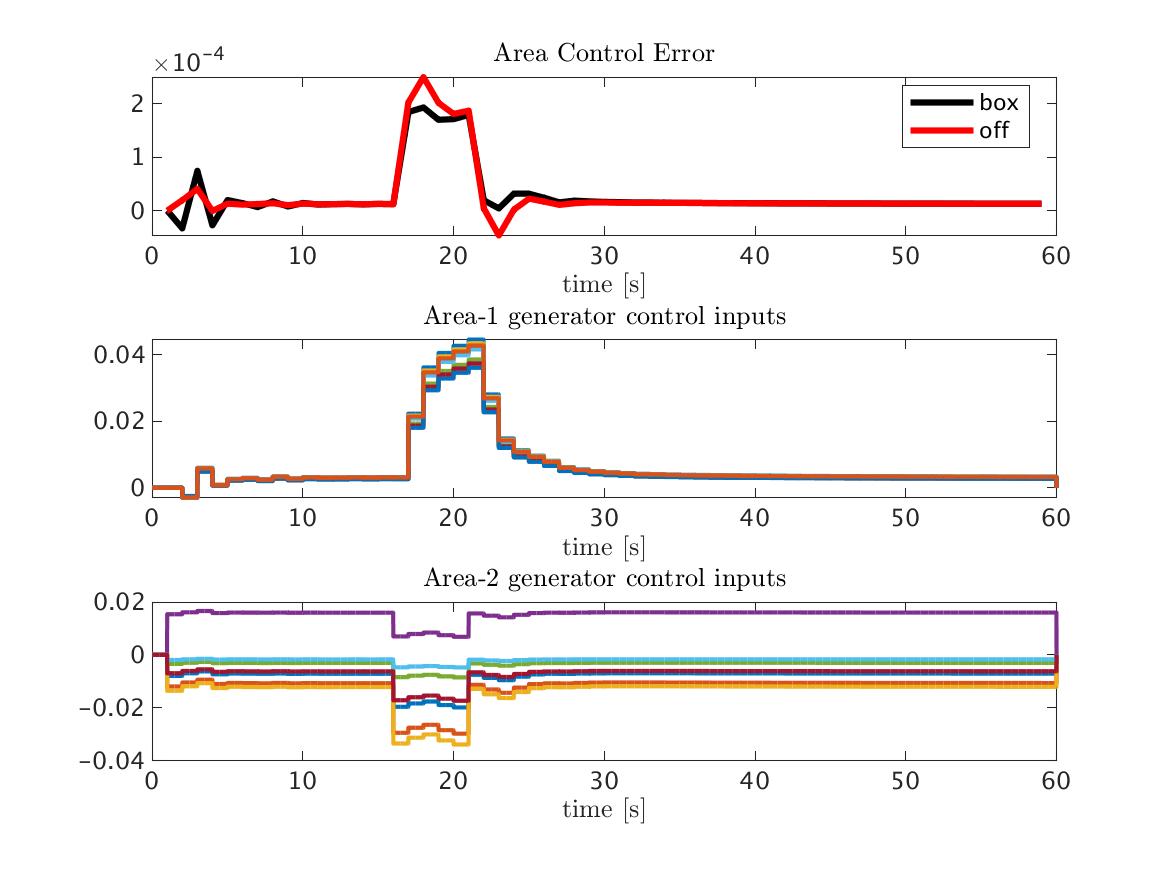 Area Control Error
×10⁻⁴
2
1
0
box
off
0 10 20 30 40 50 60
time [s]
Area-1 generator control inputs
0.04
0.02
0
0 10 20 30 40 50 60
time [s]
Area-2 generator control inputs
0.02
0
−0.02
−0.04
0 10 20 30 40 50 60
time [s]